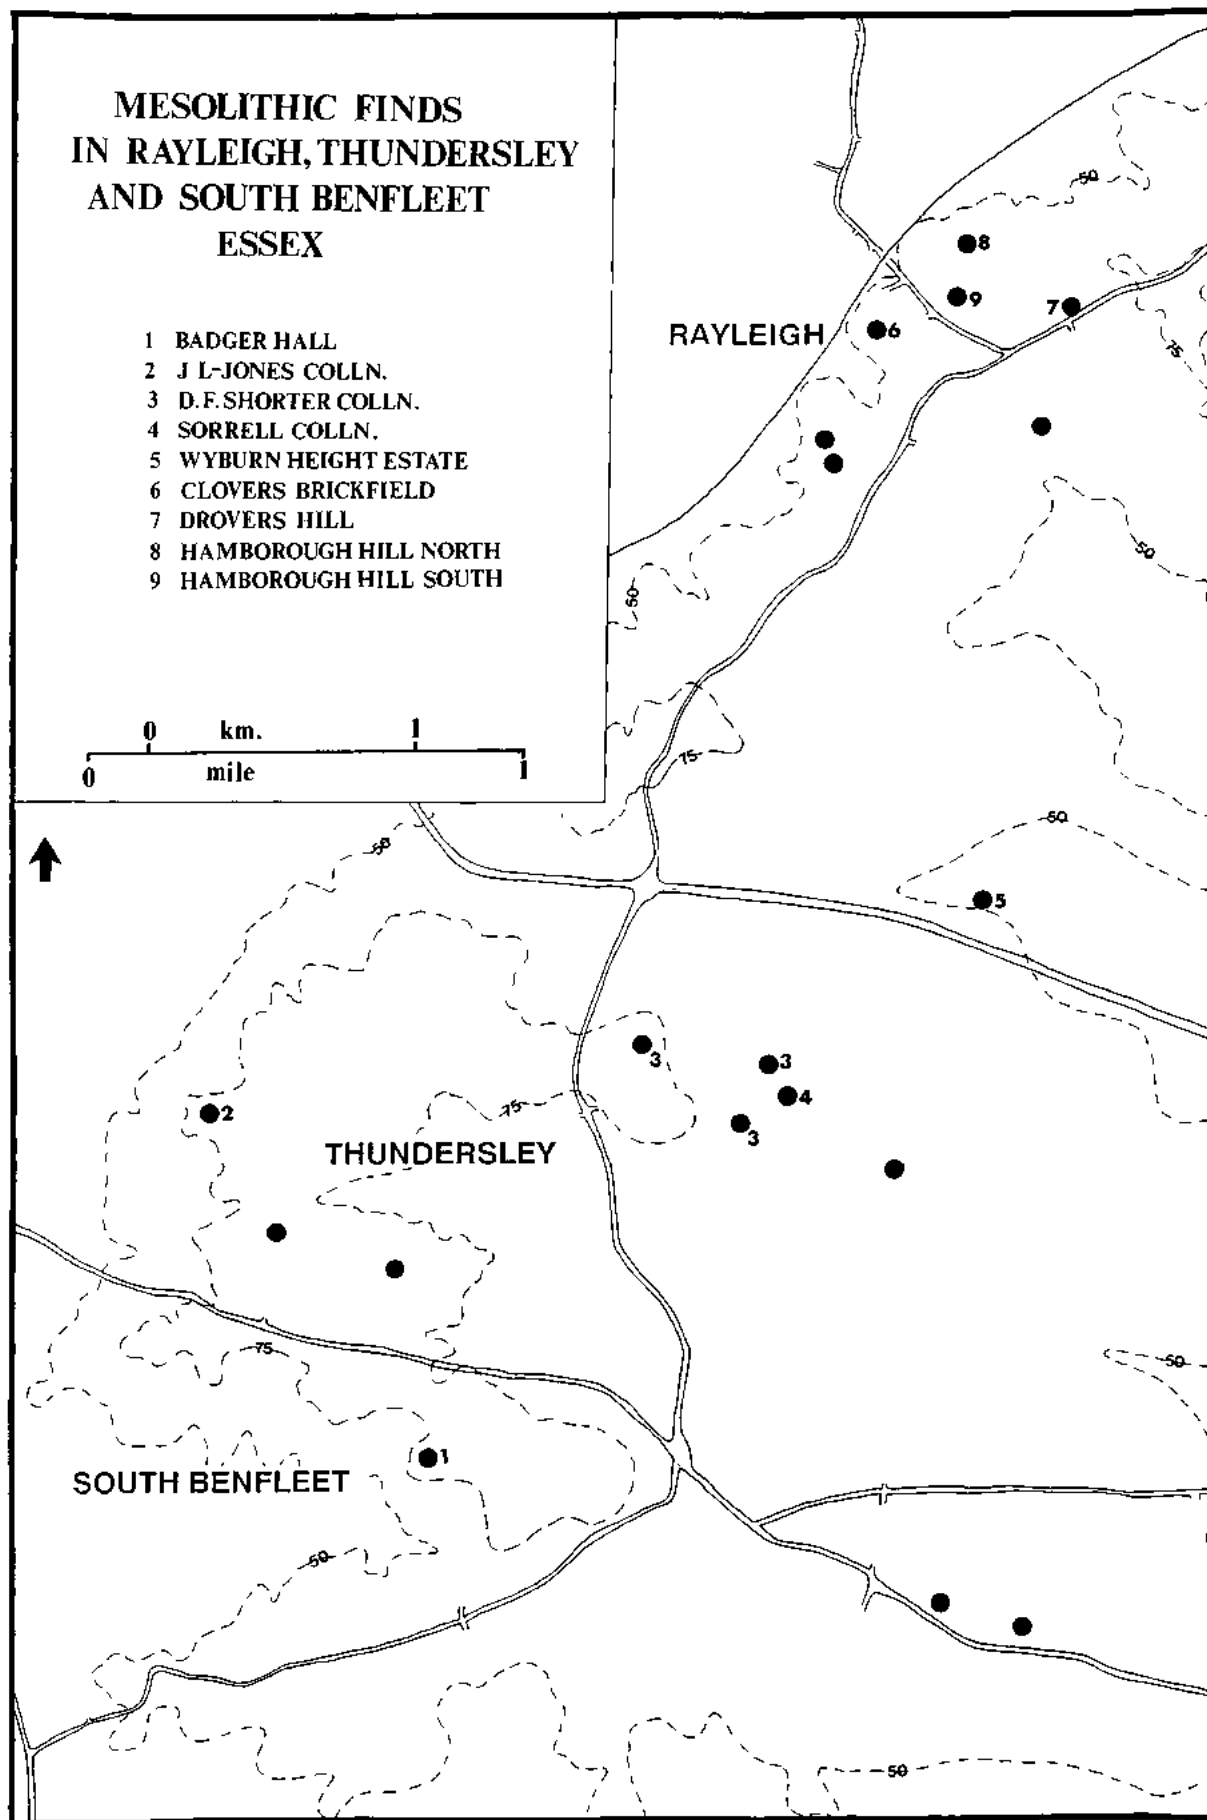 MESOLITHIC FINDS
IN RAYLEIGH, THUNDERSLEY
AND SOUTH BENFLEET
ESSEX
1 BADGER HALL
2 J L-JONES COLLN.
3 D.F. SHORTER COLLN.
4 SORRELL COLLN.
5 WYBURN HEIGHT ESTATE
6 CLOVERS BRICKFIELD
7 DROVERS HILL
8 HAMBOROUGH HILL NORTH
9 HAMBOROUGH HILL SOUTH
0 km. 1
0 mile 1
50
8
9
7
RAYLEIGH
6
75
50
50
75
50
50
5
3
3
4
3
2
75
THUNDERSLEY
75
50
1
SOUTH BENFLEET
50
50